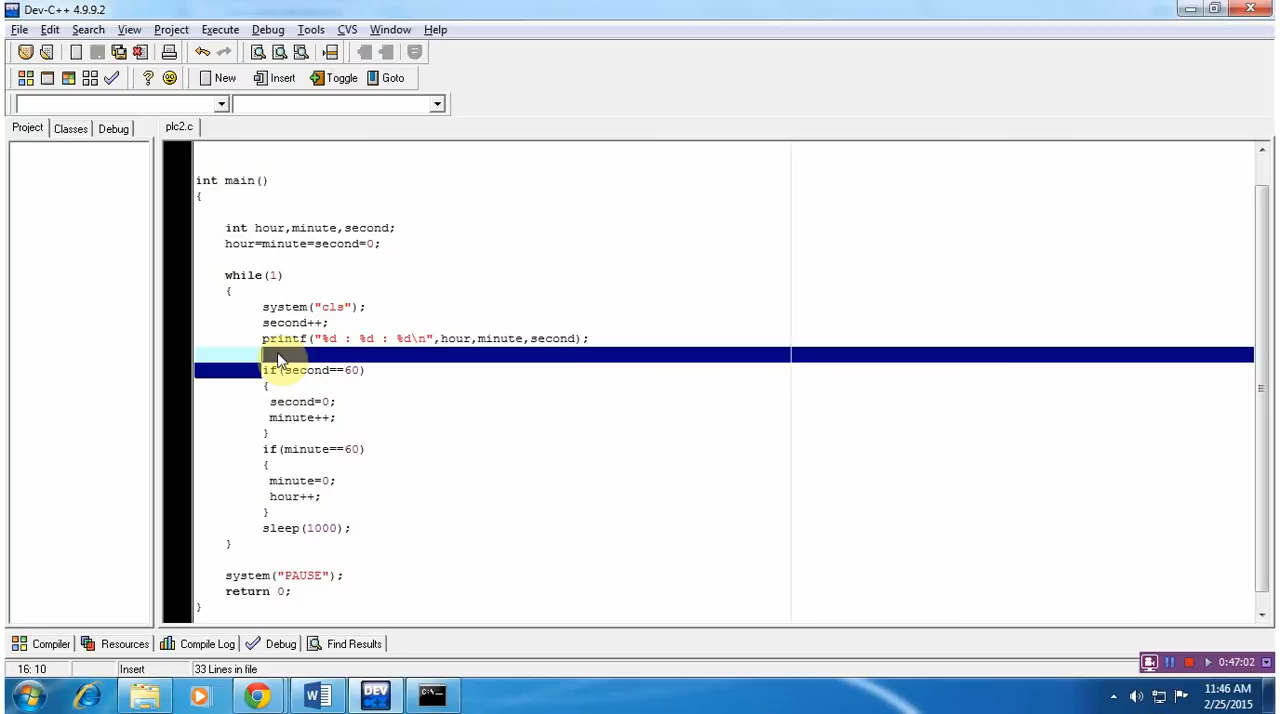 Dev-C++ 4.9.9.2
File Edit Search View Project Execute Debug Tools CVS Window Help
New Insert Toggle Goto
Project Classes Debug plc2.c
int main()
{
int hour,minute,second;
hour=minute=second=0;
while(1)
{
system("cls");
second++;
printf("%d : %d : %d\n",hour,minute,second);
if(second==60)
{
second=0;
minute++;
}
if(minute==60)
{
minute=0;
hour++;
}
sleep(1000);
}
system("PAUSE");
return 0;
}
Compiler Resources Compile Log Debug Find Results
16: 10 Insert 33 Lines in file
0:47:02
DEV
11:46 AM
2/25/2015